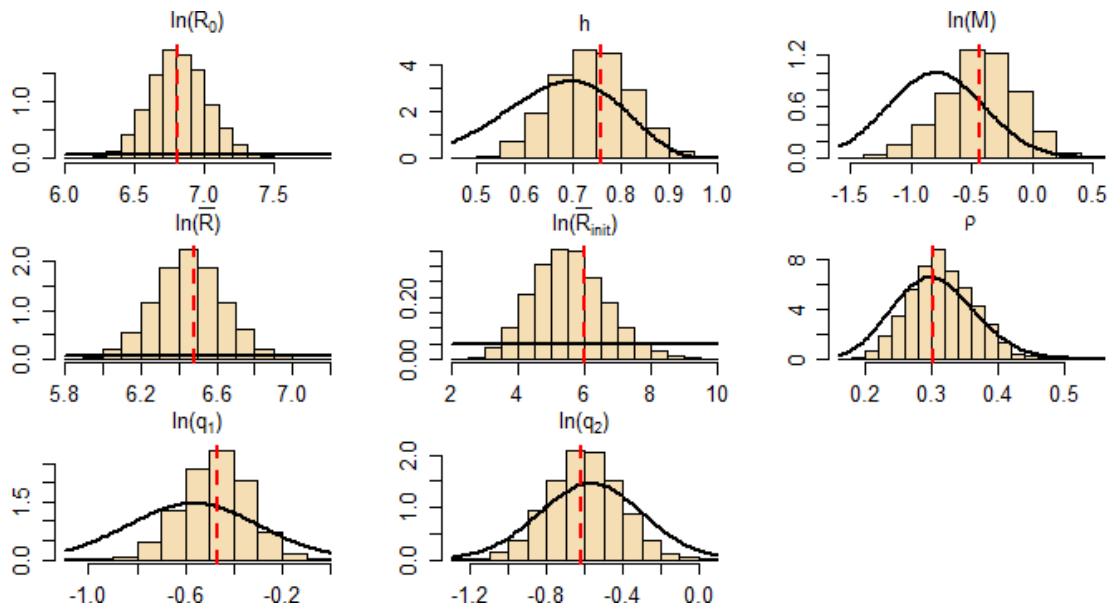 ln(R₀) h ln(M)
0.0 1.0
6.0 6.5 7.0 7.5
0 2 4
0.5 0.6 0.7 0.8 0.9 1.0
0.0 0.6 1.2
-1.5 -1.0 -0.5 0.0 0.5
ln(R̅) ln(R̅init) ρ
0.0 1.0 2.0
5.8 6.2 6.6 7.0
0.00 0.20
2 4 6 8 10
0 4 8
0.2 0.3 0.4 0.5
ln(q₁) ln(q₂)
0.0 1.5
-1.0 -0.6 -0.2
0.0 1.0 2.0
-1.2 -0.8 -0.4 0.0